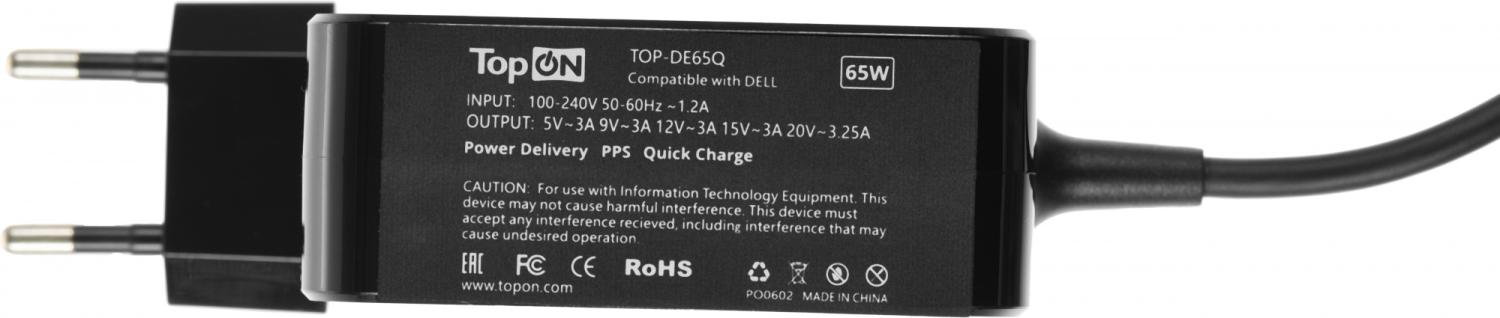 TopON
TOP-DE65Q
Compatible with DELL
65W
INPUT: 100-240V 50-60Hz ~1.2A
OUTPUT: 5V~3A 9V~3A 12V~3A 15V~3A 20V~3.25A
Power Delivery PPS Quick Charge
CAUTION: For use with Information Technology Equipment. This
device may not cause harmful interference. This device must
accept any interference recieved, including interference that may
cause undesired operation.
EAC FC CE RoHS
www.topon.com
PO0602 MADE IN CHINA